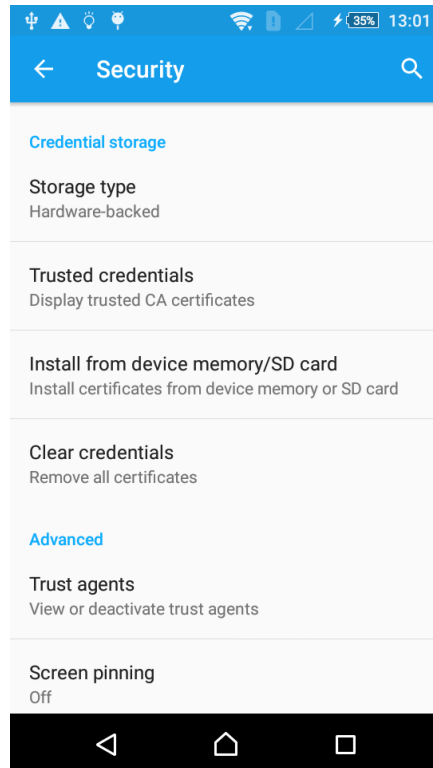 35% 13:01
Security
Credential storage
Storage type
Hardware-backed
Trusted credentials
Display trusted CA certificates
Install from device memory/SD card
Install certificates from device memory or SD card
Clear credentials
Remove all certificates
Advanced
Trust agents
View or deactivate trust agents
Screen pinning
Off